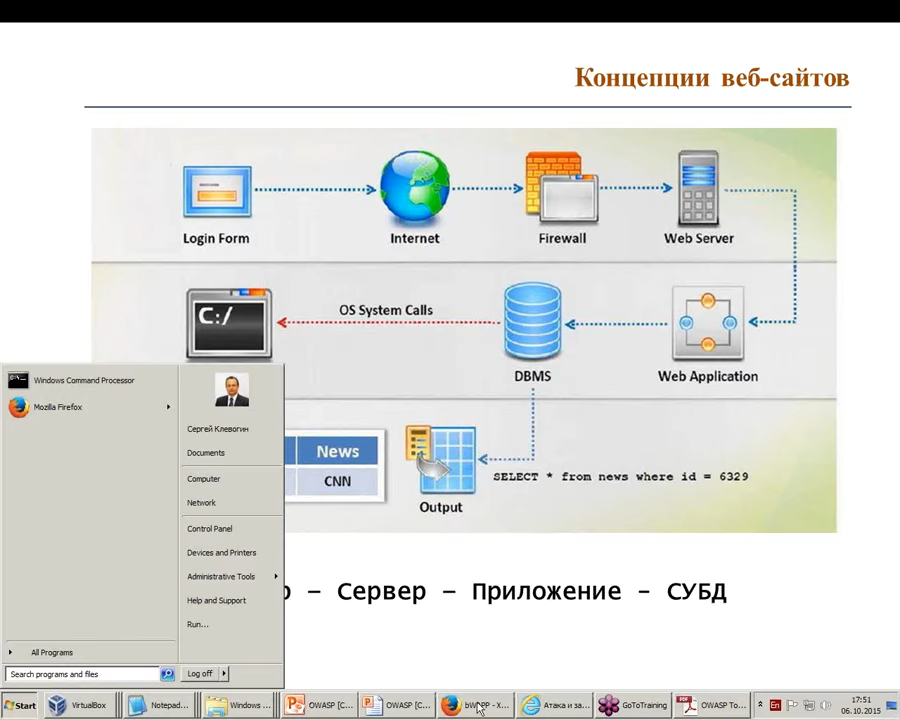 Концепции веб-сайтов
Login Form
Internet
Firewall
Web Server
C:/
OS System Calls
DBMS
Web Application
News
CNN
Output
SELECT * from news where id = 6329
– Сервер – Приложение - СУБД
Windows Command Processor
Mozilla Firefox
Сергей Клевогин
Documents
Computer
Network
Control Panel
Devices and Printers
Administrative Tools
Help and Support
Run...
All Programs
Search programs and files
Log off
Start
VirtualBox
Notepad...
Windows ...
OWASP [C...
OWASP [C...
bWAPP - X...
Атака и за...
GoToTraining
OWASP To...
En
17:51
06.10.2015